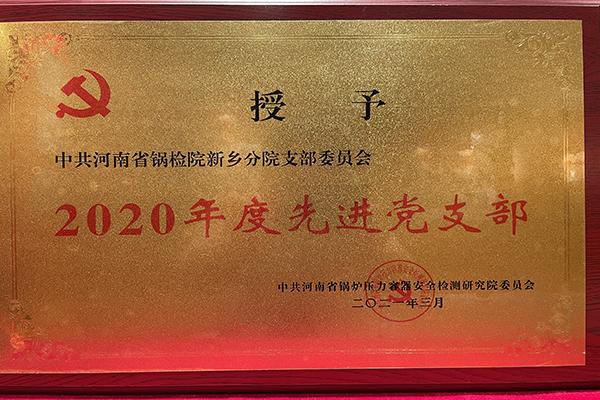 授 予
中共河南省锅检院新乡分院支部委员会
2020年度先进党支部
中共河南省锅炉压力容器安全检测研究院委员会
二〇二一年三月